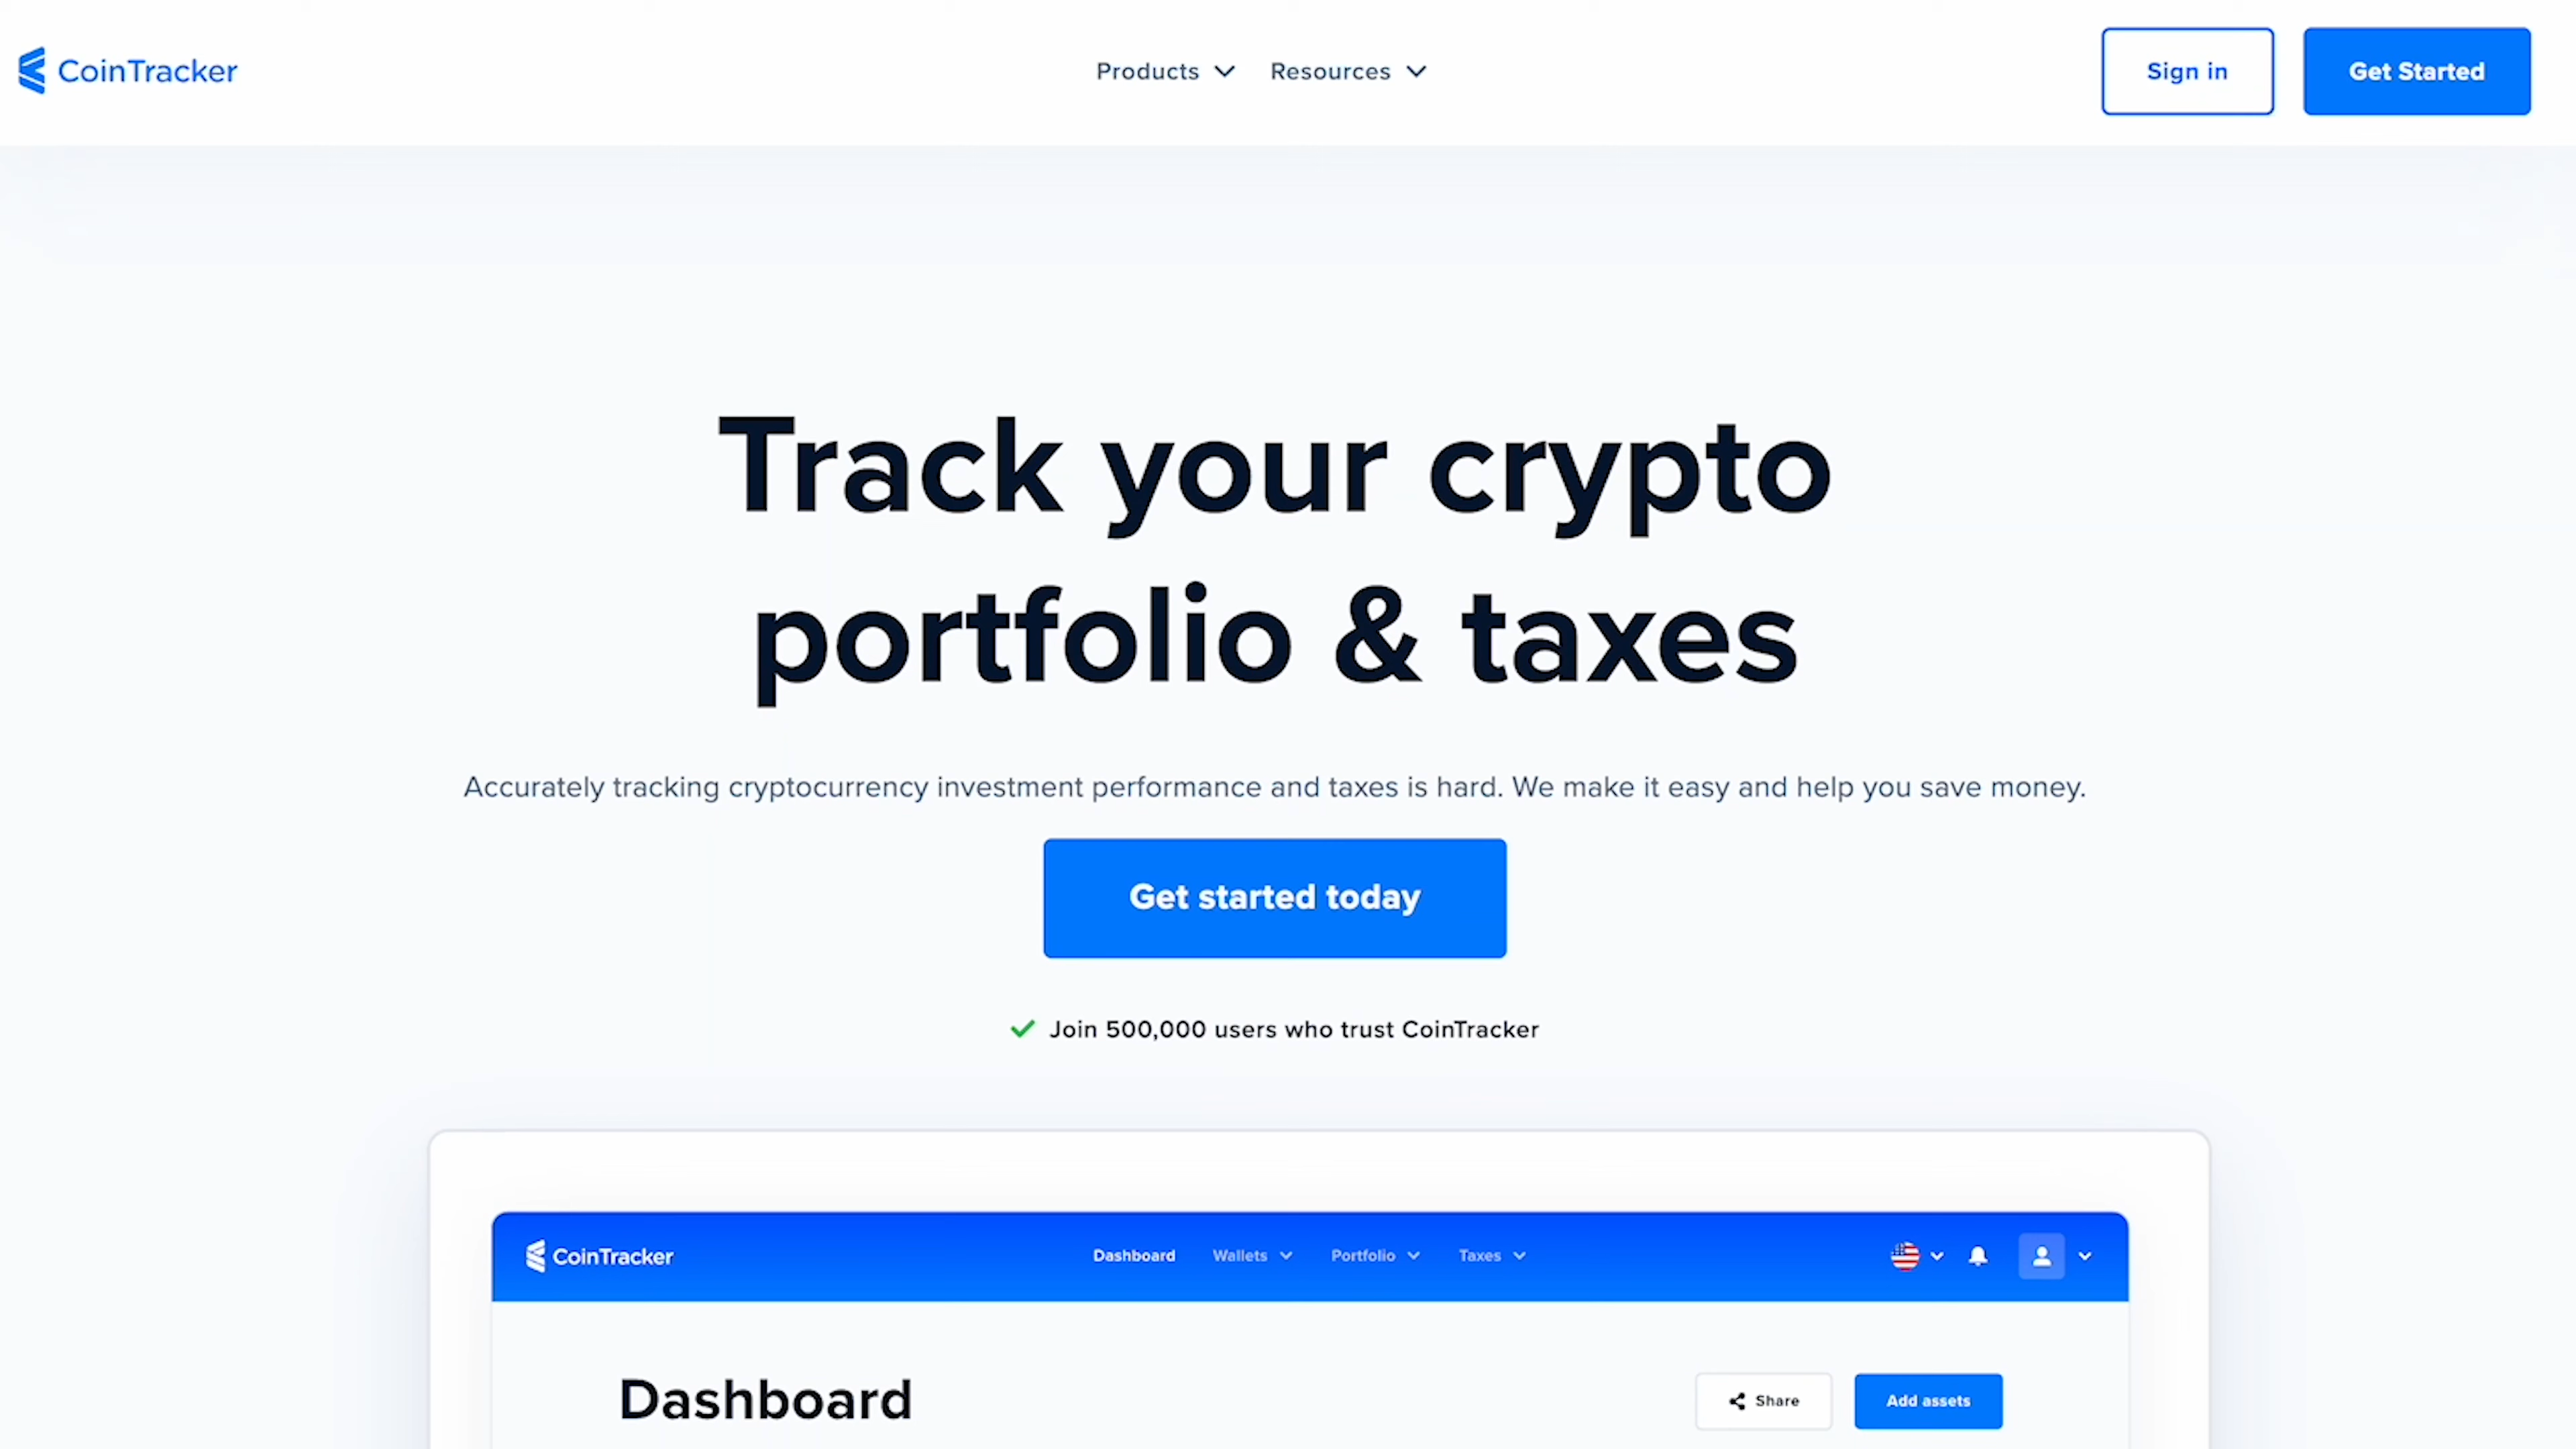 CoinTracker
Products
Resources
Sign in
Get Started
Track your crypto
portfolio & taxes
Accurately tracking cryptocurrency investment performance and taxes is hard. We make it easy and help you save money.
Get started today
Join 500,000 users who trust CoinTracker
CoinTracker
Dashboard
Wallets
Portfolio
Taxes
Dashboard
Share
Add assets